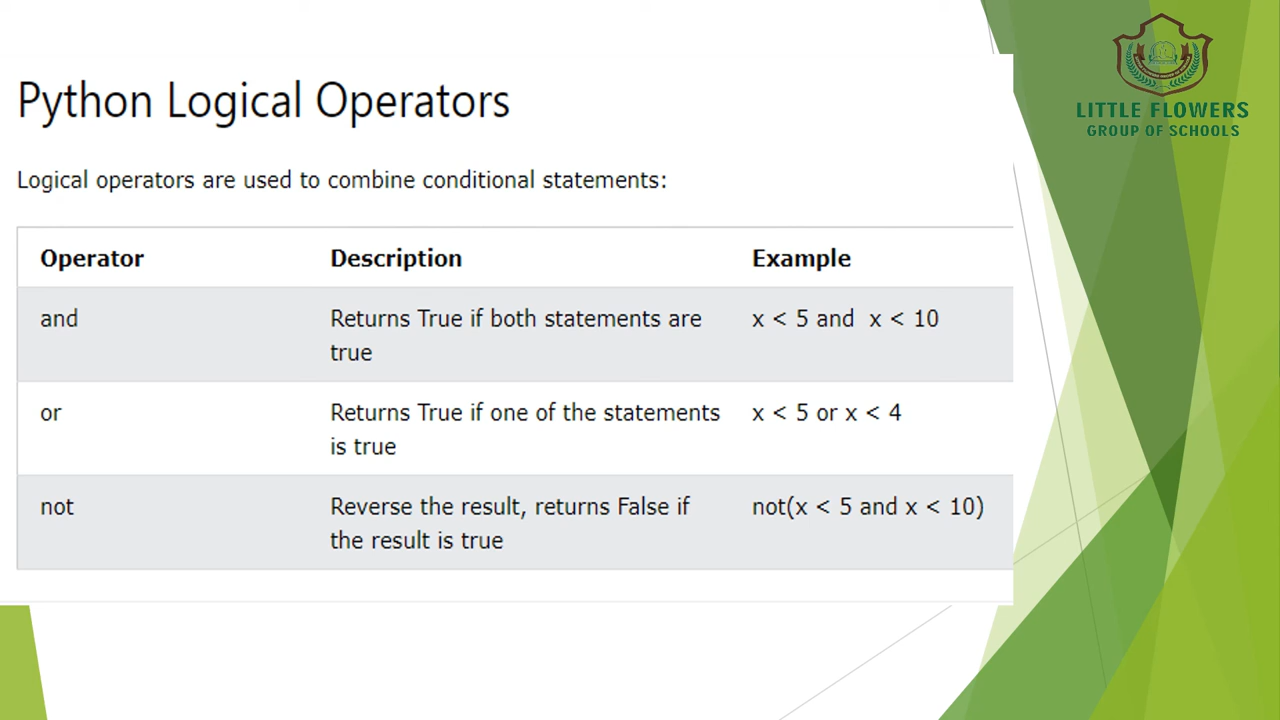 LITTLE FLOWERS
GROUP OF SCHOOLS
Python Logical Operators
Logical operators are used to combine conditional statements:
Operator Description Example
and Returns True if both statements are x < 5 and  x < 10
true
or Returns True if one of the statements x < 5 or x < 4
is true
not Reverse the result, returns False if not(x < 5 and x < 10)
the result is true